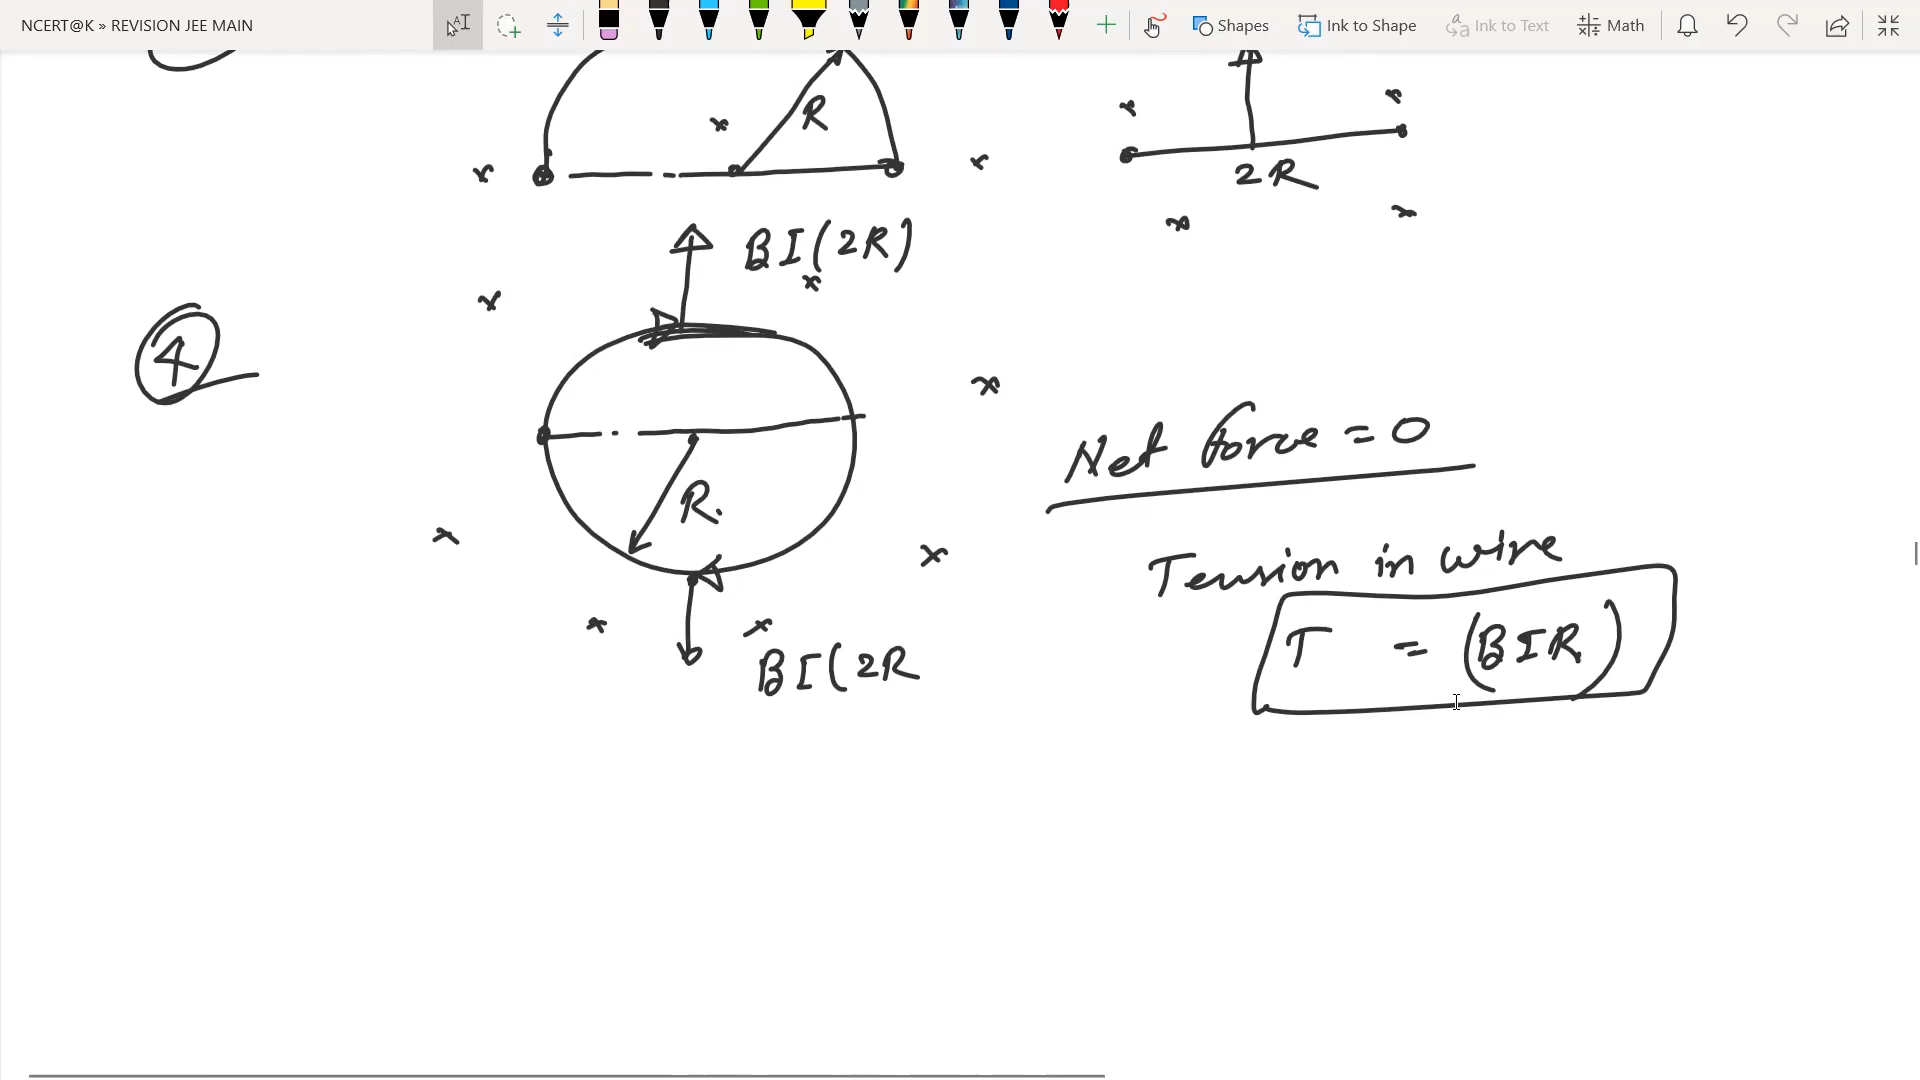 NCERT@K » REVISION JEE MAIN
Shapes
Ink to Shape
Ink to Text
Math
R
2R
BI(2R)
4
Net force = 0
R.
Tension in wire
T = (BIR)
BI(2R